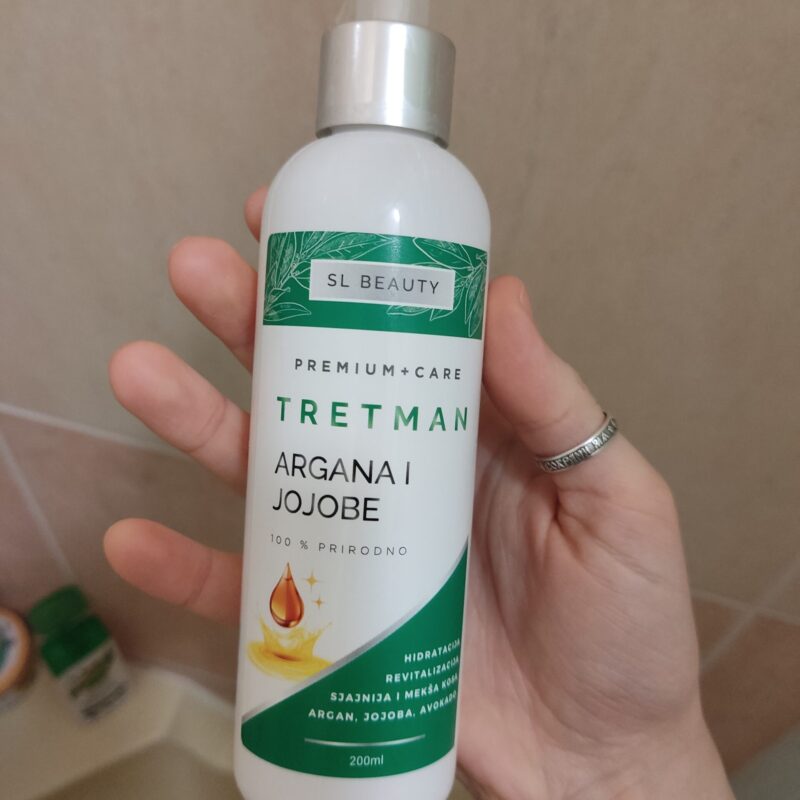 SL BEAUTY
PREMIUM+CARE
TRETMAN
ARGANA I
JOJOBE
100 % PRIRODNO
HIDRATACIJA
REVITALIZACIJA
SJAJNIJA I MEKŠA KOSA
ARGAN, JOJOBA, AVOKADO
200ml